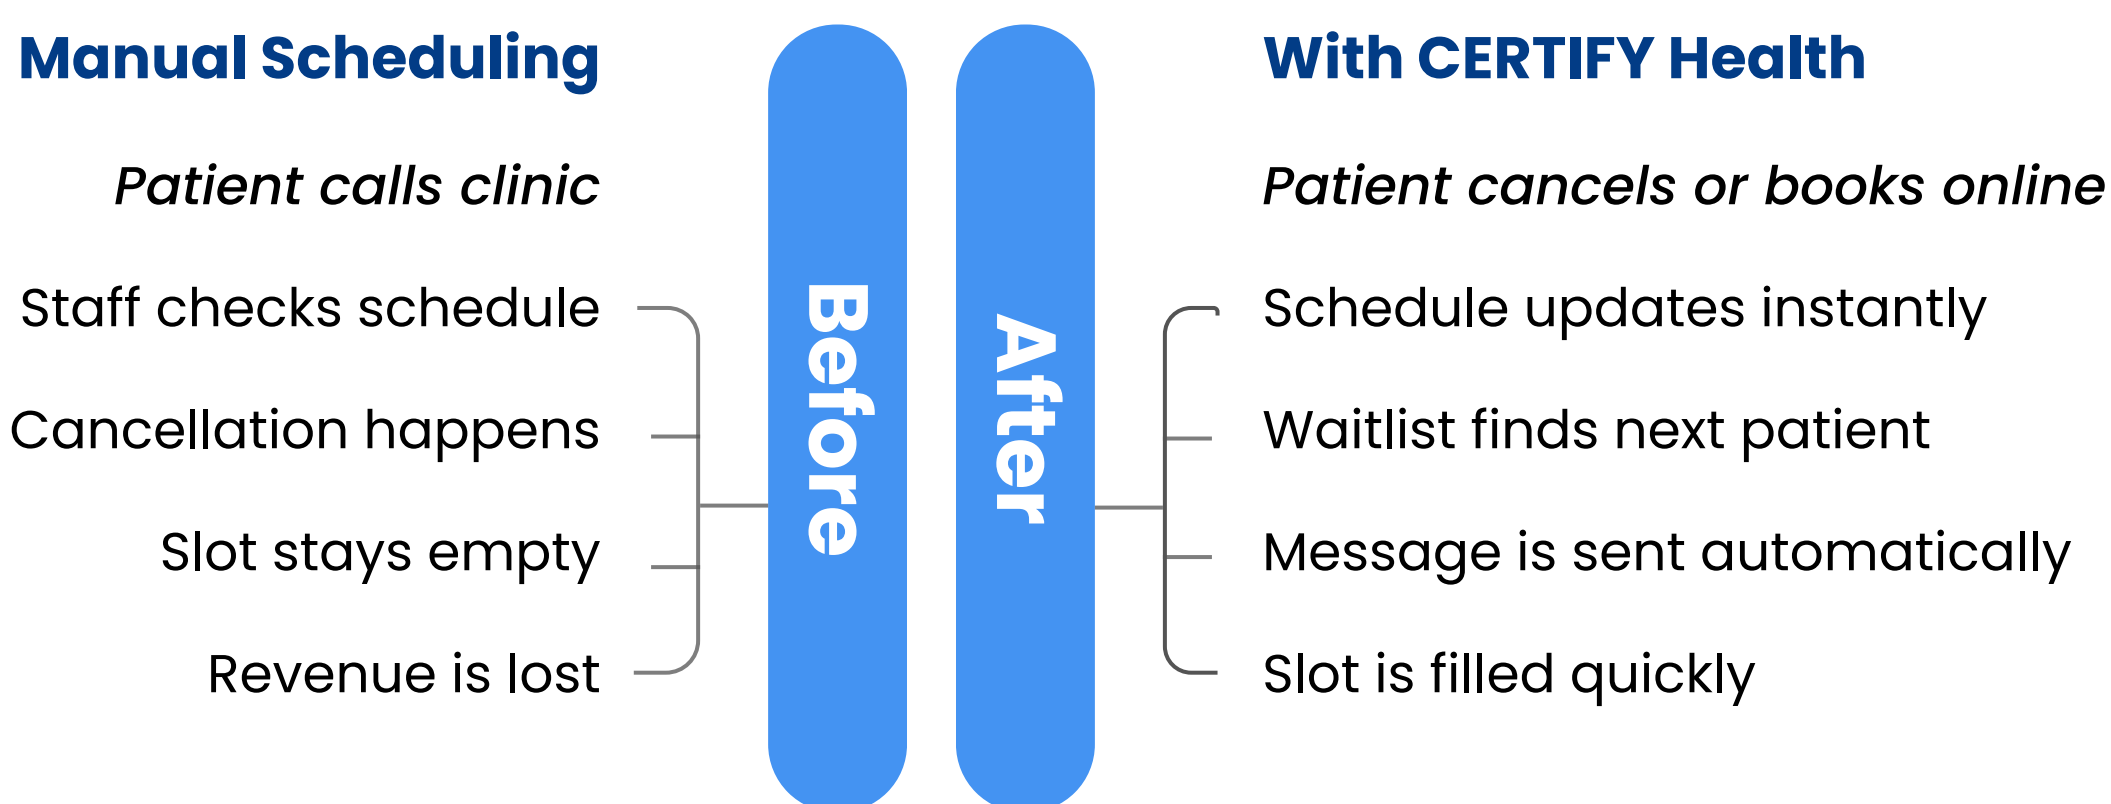 Manual Scheduling
Patient calls clinic
Staff checks schedule
Cancellation happens
Slot stays empty
Revenue is lost
Before
After
With CERTIFY Health
Patient cancels or books online
Schedule updates instantly
Waitlist finds next patient
Message is sent automatically
Slot is filled quickly